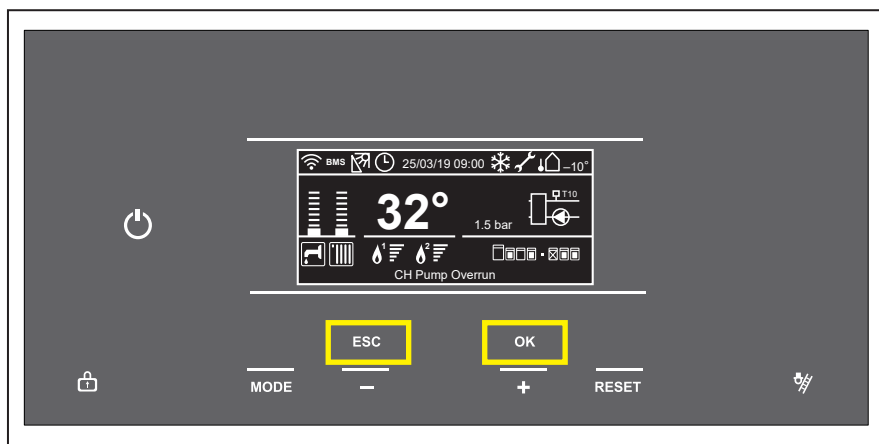 BMS 25/03/19 09:00 –10°
32° 1.5 bar T10
1 2
CH Pump Overrun
ESC OK
MODE – + RESET